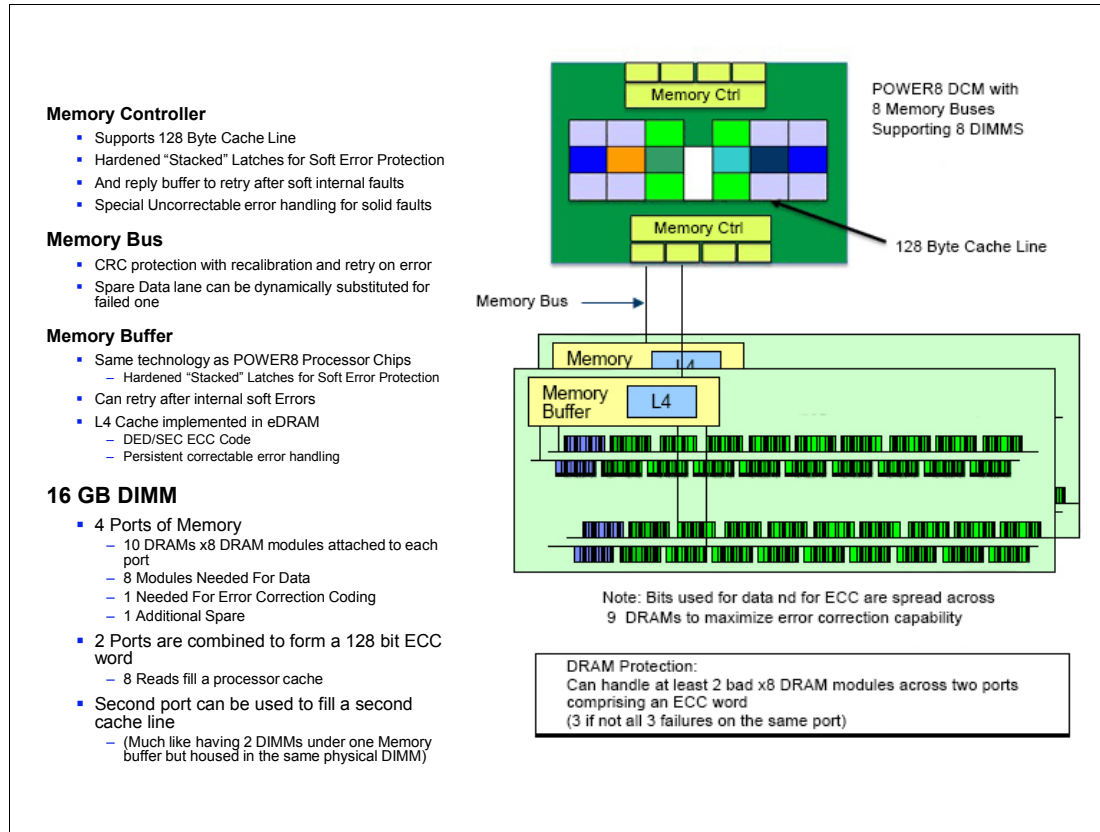 Memory Controller
▪ Supports 128 Byte Cache Line
▪ Hardened “Stacked” Latches for Soft Error Protection
▪ And reply buffer to retry after soft internal faults
▪ Special Uncorrectable error handling for solid faults
Memory Bus
▪ CRC protection with recalibration and retry on error
▪ Spare Data lane can be dynamically substituted for
failed one
Memory Buffer
▪ Same technology as POWER8 Processor Chips
– Hardened “Stacked” Latches for Soft Error Protection
▪ Can retry after internal soft Errors
▪ L4 Cache implemented in eDRAM
– DED/SEC ECC Code
– Persistent correctable error handling
16 GB DIMM
▪ 4 Ports of Memory
– 10 DRAMs x8 DRAM modules attached to each
port
– 8 Modules Needed For Data
– 1 Needed For Error Correction Coding
– 1 Additional Spare
▪ 2 Ports are combined to form a 128 bit ECC
word
– 8 Reads fill a processor cache
▪ Second port can be used to fill a second
cache line
– (Much like having 2 DIMMs under one Memory
buffer but housed in the same physical DIMM)
Memory Ctrl
POWER8 DCM with
8 Memory Buses
Supporting 8 DIMMS
Memory Ctrl
128 Byte Cache Line
Memory Bus
Memory
L4
Memory
Buffer
L4
Note: Bits used for data nd for ECC are spread across
9 DRAMs to maximize error correction capability
DRAM Protection:
Can handle at least 2 bad x8 DRAM modules across two ports
comprising an ECC word
(3 if not all 3 failures on the same port)